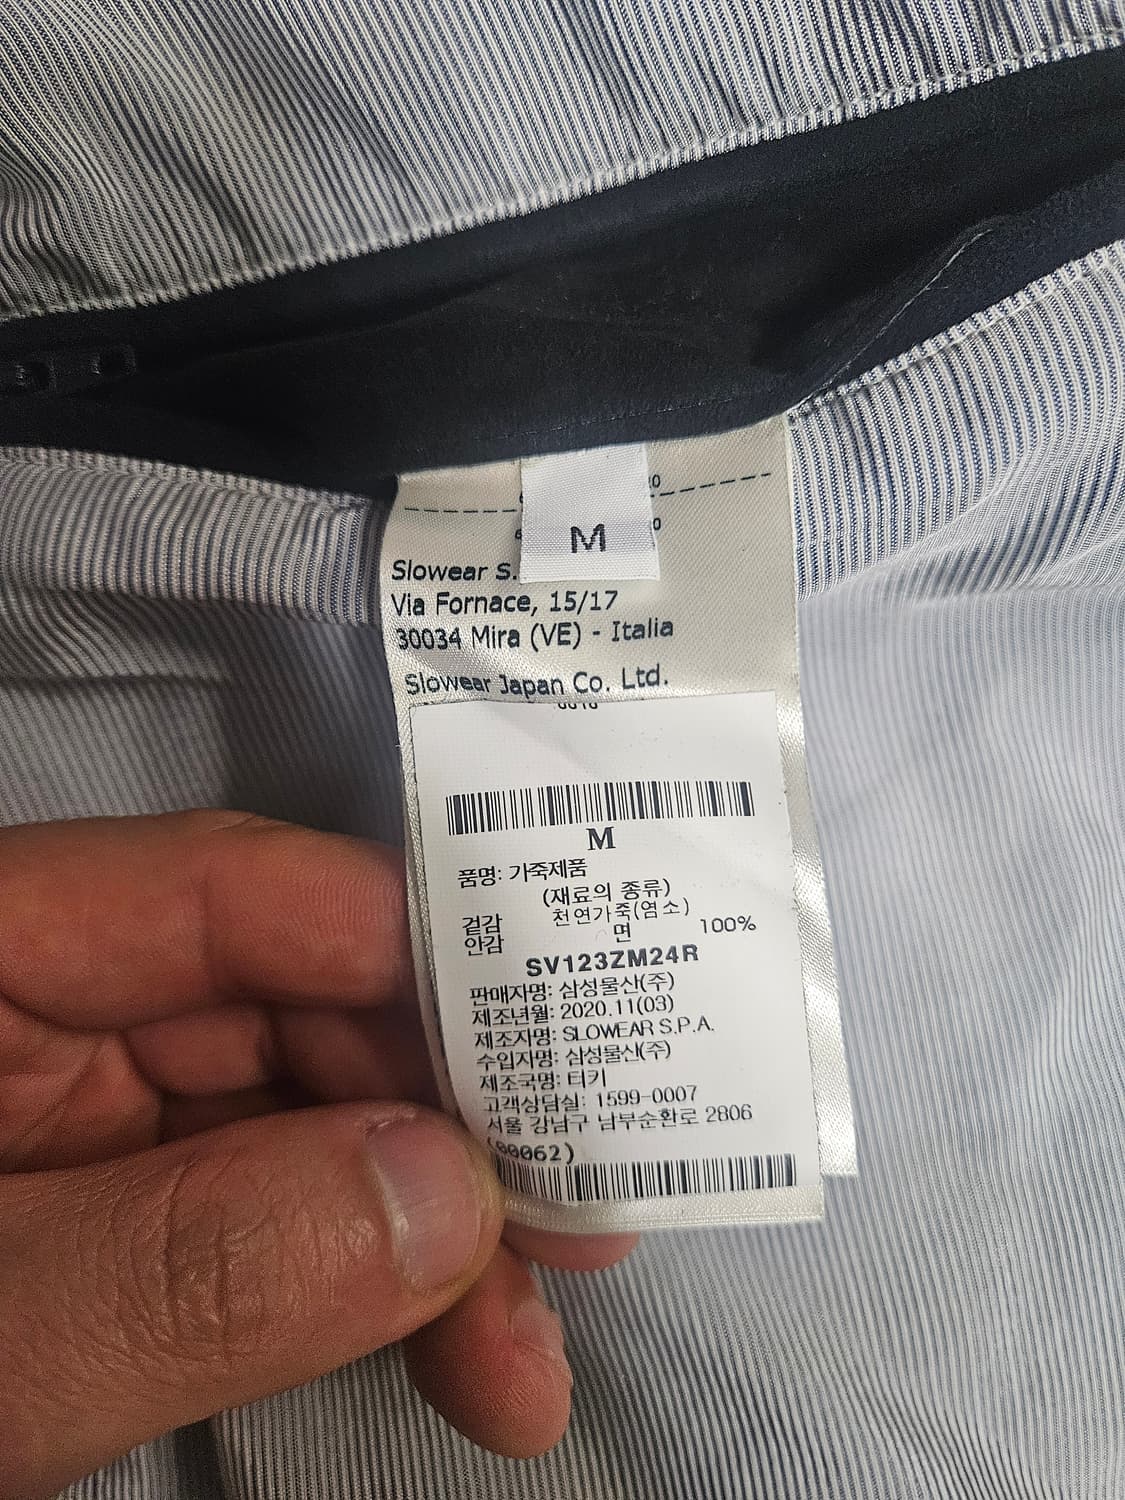 M
Slowear S.
Via Fornace, 15/17
30034 Mira (VE) - Italia
Slowear Japan Co. Ltd.
M
품명: 가죽제품
(재료의 종류)
겉감 천연가죽(염소)
안감 면 100%
SV123ZM24R
판매자명: 삼성물산(주)
제조년월: 2020.11(03)
제조자명: SLOWEAR S.P.A.
수입자명: 삼성물산(주)
제조국명: 터키
고객상담실: 1599-0007
서울 강남구 남부순환로 2806
(00062)